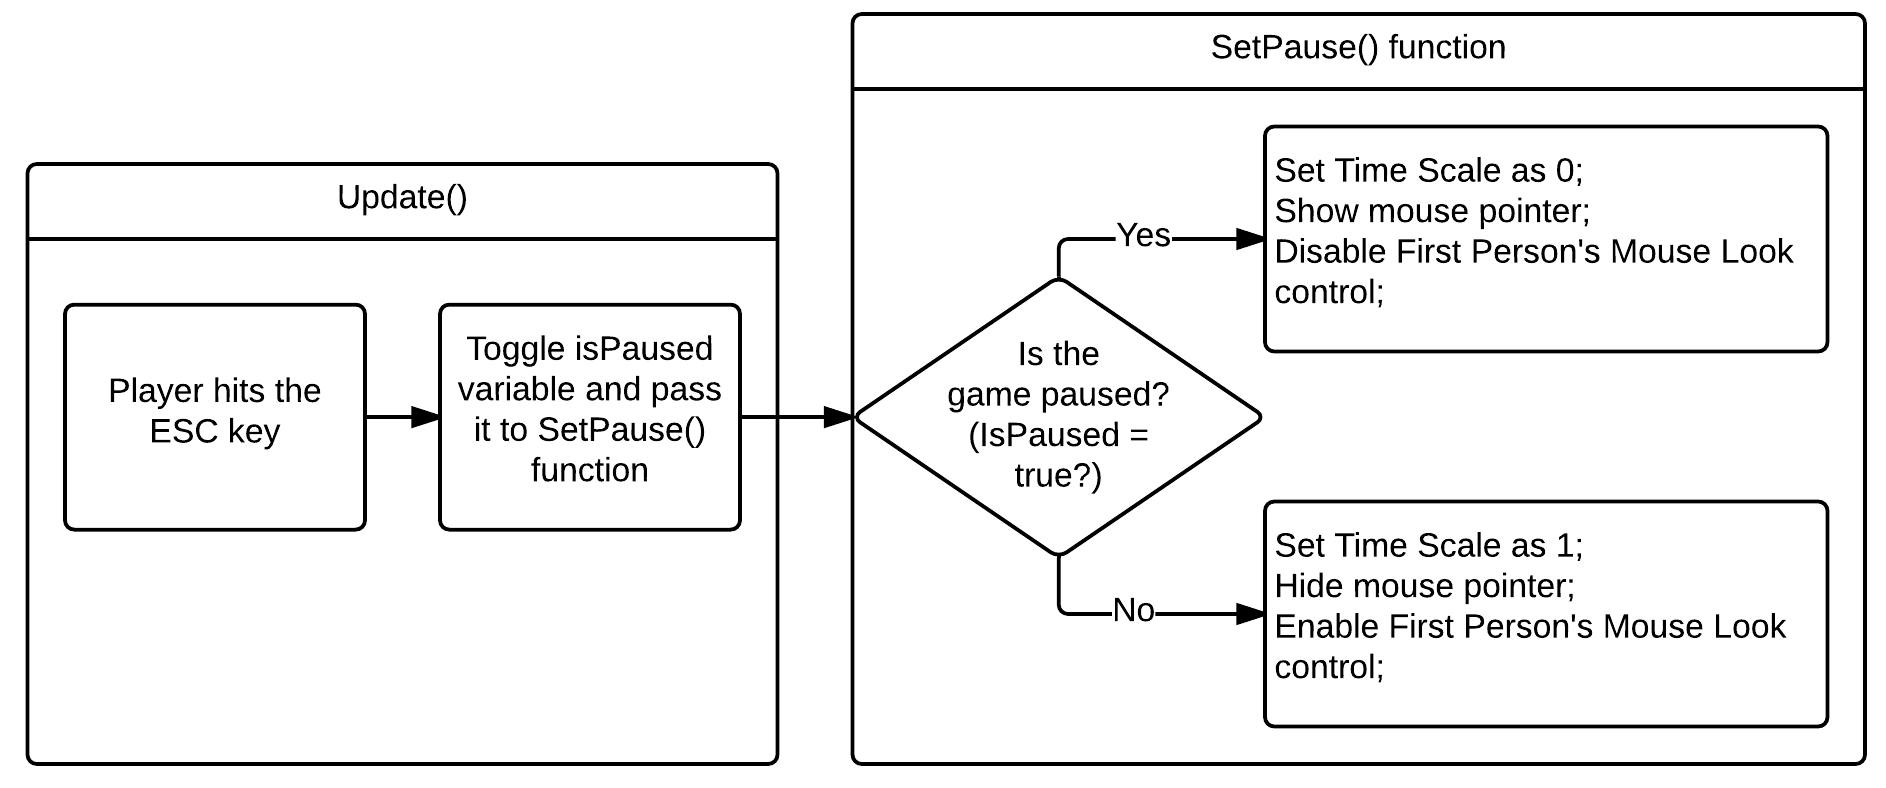 SetPause() function
Update()
Player hits the
ESC key
Toggle isPaused
variable and pass
it to SetPause()
function
Is the
game paused?
(IsPaused =
true?)
Yes
Set Time Scale as 0;
Show mouse pointer;
Disable First Person's Mouse Look
control;
No
Set Time Scale as 1;
Hide mouse pointer;
Enable First Person's Mouse Look
control;